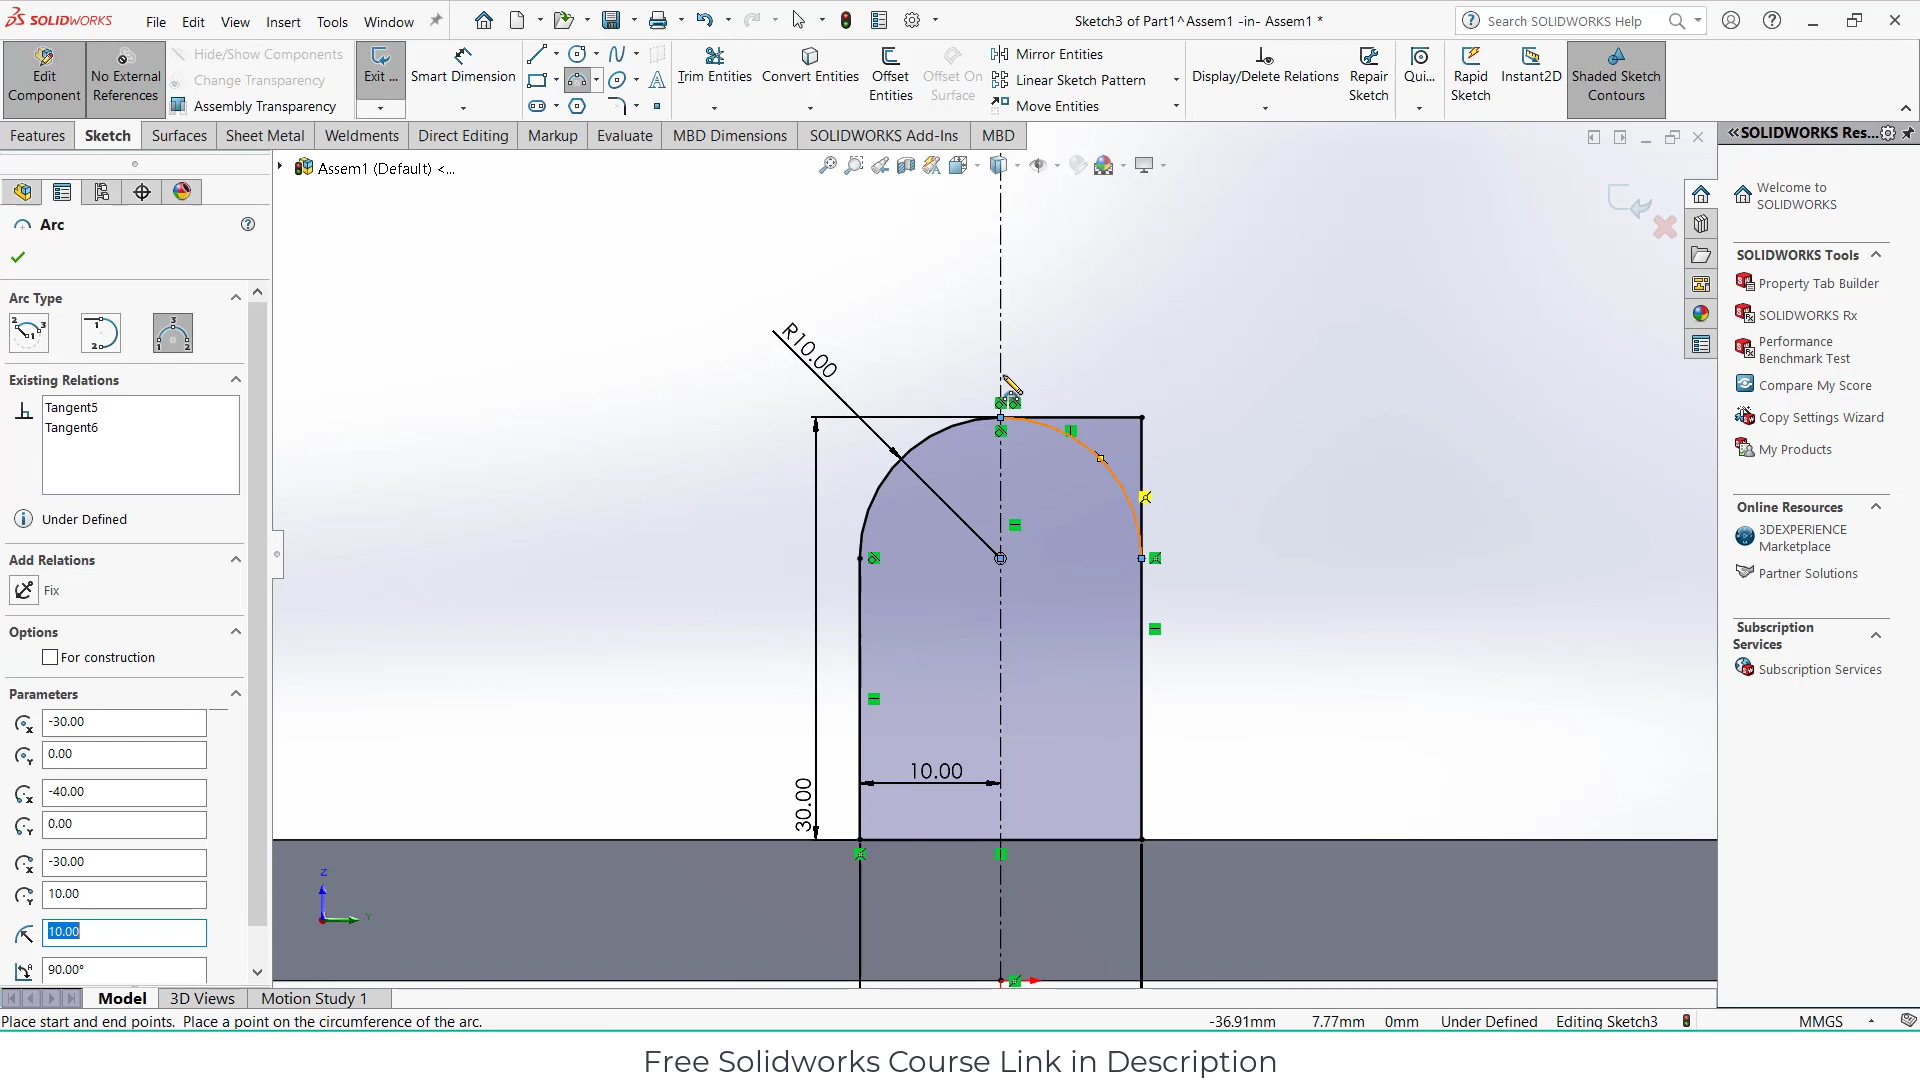 SOLIDWORKS File Edit View Insert Tools Window Sketch3 of Part1^Assem1 -in- Assem1 * Search SOLIDWORKS Help
Edit Component
No External References
Hide/Show Components
Change Transparency
Assembly Transparency
Exit ...
Smart Dimension
Trim Entities
Convert Entities
Offset Entities
Offset On Surface
Mirror Entities
Linear Sketch Pattern
Move Entities
Display/Delete Relations
Repair Sketch
Qui...
Rapid Sketch
Instant2D
Shaded Sketch Contours
Features Sketch Surfaces Sheet Metal Weldments Direct Editing Markup Evaluate MBD Dimensions SOLIDWORKS Add-Ins MBD
Assem1 (Default) <...
Arc
Arc Type
Existing Relations
Tangent5
Tangent6
Under Defined
Add Relations
Fix
Options
For construction
Parameters
-30.00
0.00
-40.00
0.00
-30.00
10.00
10.00
90.00°
R10.00
10.00
30.00
Z
Y
SOLIDWORKS Res...
Welcome to SOLIDWORKS
SOLIDWORKS Tools
Property Tab Builder
SOLIDWORKS Rx
Performance Benchmark Test
Compare My Score
Copy Settings Wizard
My Products
Online Resources
3DEXPERIENCE Marketplace
Partner Solutions
Subscription Services
Subscription Services
Model 3D Views Motion Study 1
Place start and end points. Place a point on the circumference of the arc. -36.91mm 7.77mm 0mm Under Defined Editing Sketch3 MMGS
Free Solidworks Course Link in Description